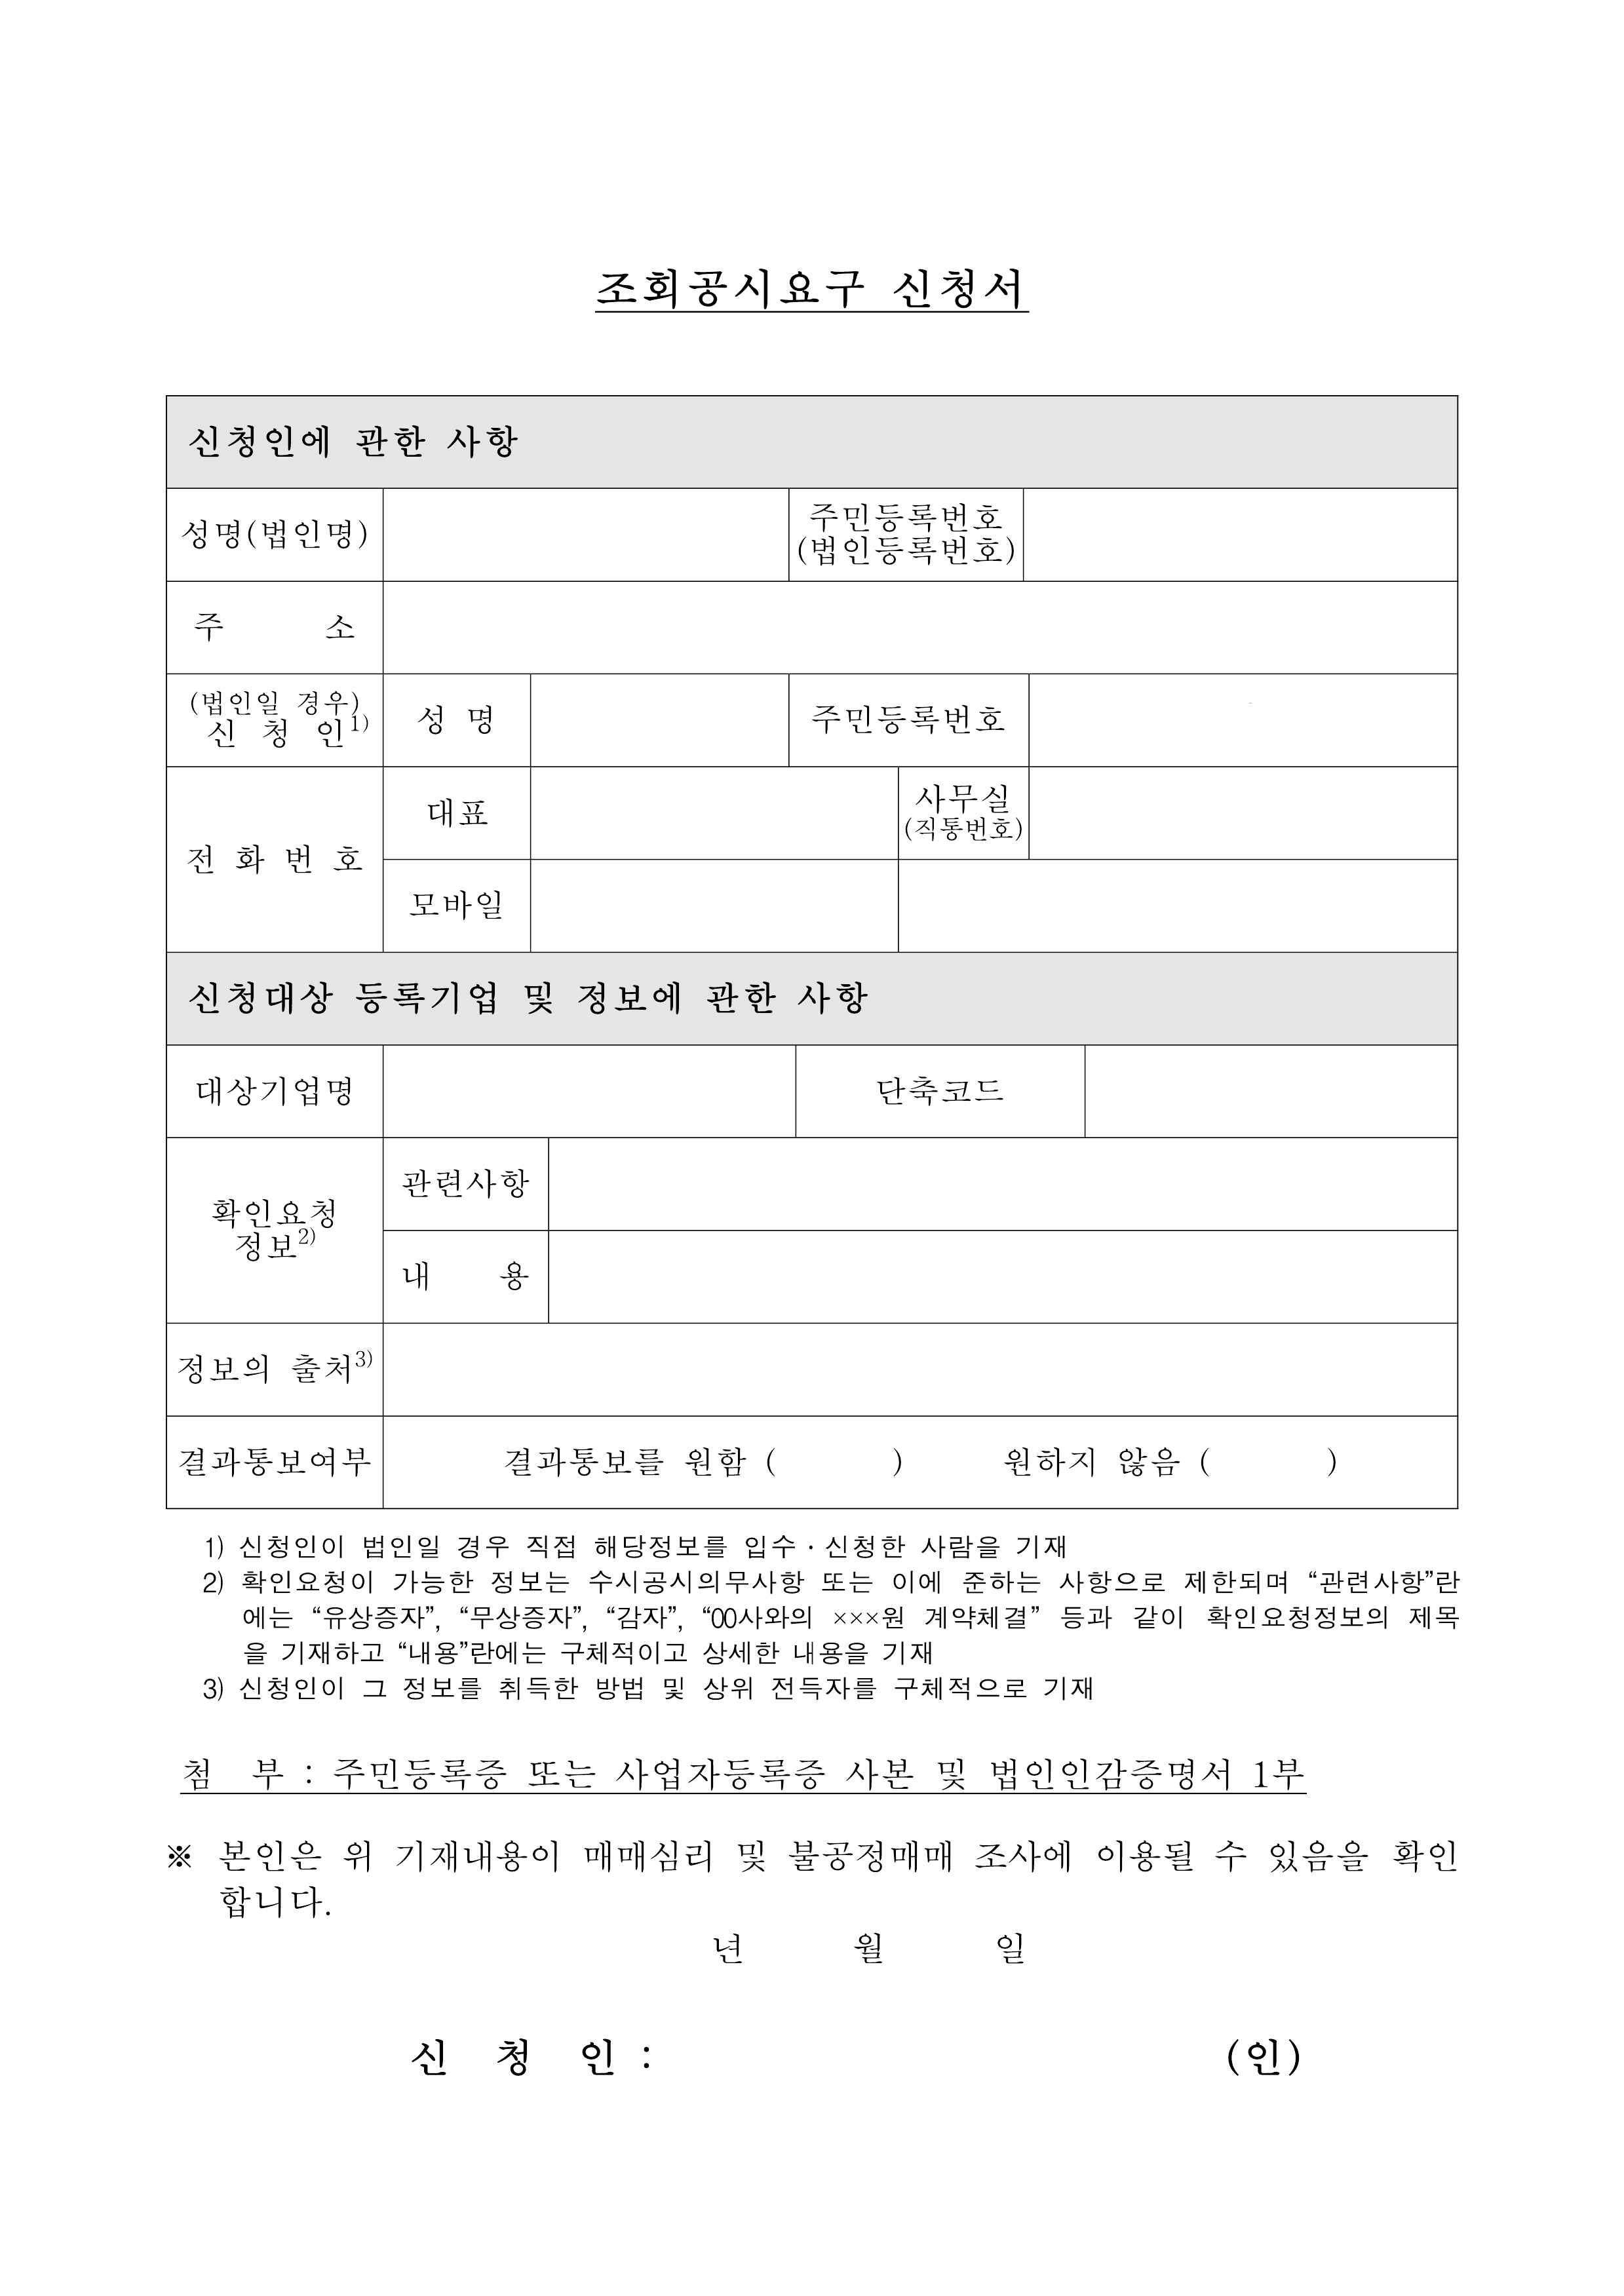 조회공시요구 신청서
신청인에 관한 사항
성명(법인명)
주민등록번호
(법인등록번호)
주 소
(법인일 경우)
신 청 인1)
성 명
주민등록번호
전 화 번 호
대표
사무실
(직통번호)
모바일
신청대상 등록기업 및 정보에 관한 사항
대상기업명
단축코드
확인요청
정보2)
관련사항
내 용
정보의 출처3)
결과통보여부
결과통보를 원함 ( ) 원하지 않음 ( )
1) 신청인이 법인일 경우 직접 해당정보를 입수·신청한 사람을 기재
2) 확인요청이 가능한 정보는 수시공시의무사항 또는 이에 준하는 사항으로 제한되며 “관련사항”란
에는 “유상증자”, “무상증자”, “감자”, “00사와의 ×××원 계약체결” 등과 같이 확인요청정보의 제목
을 기재하고 “내용”란에는 구체적이고 상세한 내용을 기재
3) 신청인이 그 정보를 취득한 방법 및 상위 전득자를 구체적으로 기재
첨 부 : 주민등록증 또는 사업자등록증 사본 및 법인인감증명서 1부
※ 본인은 위 기재내용이 매매심리 및 불공정매매 조사에 이용될 수 있음을 확인
합니다.
년 월 일
신 청 인 : (인)